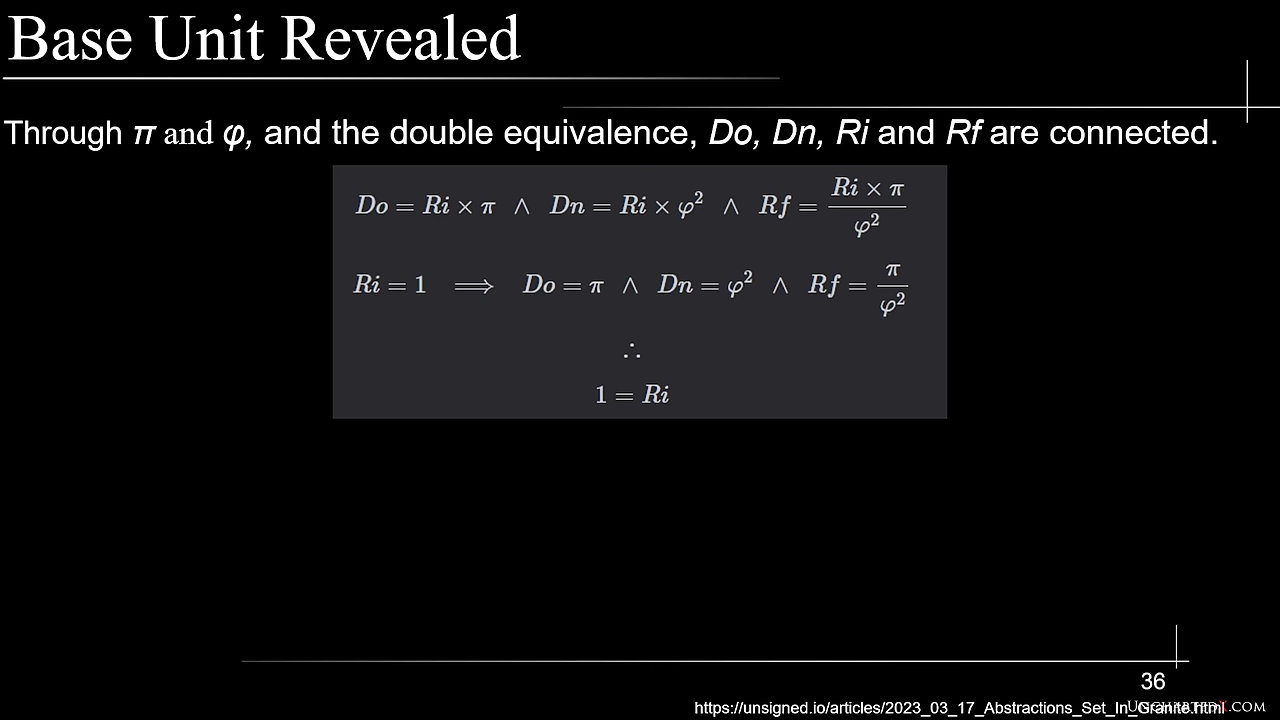 Base Unit Revealed
Through π and φ, and the double equivalence, Do, Dn, Ri and Rf are connected.
Do = Ri × π ∧ Dn = Ri × φ² ∧ Rf = (Ri × π) / φ²
Ri = 1 ⟹ Do = π ∧ Dn = φ² ∧ Rf = π / φ²
∴
1 = Ri
36
https://unsigned.io/articles/2023_03_17_Abstractions_Set_In_Granite.html
UnchartedX.com